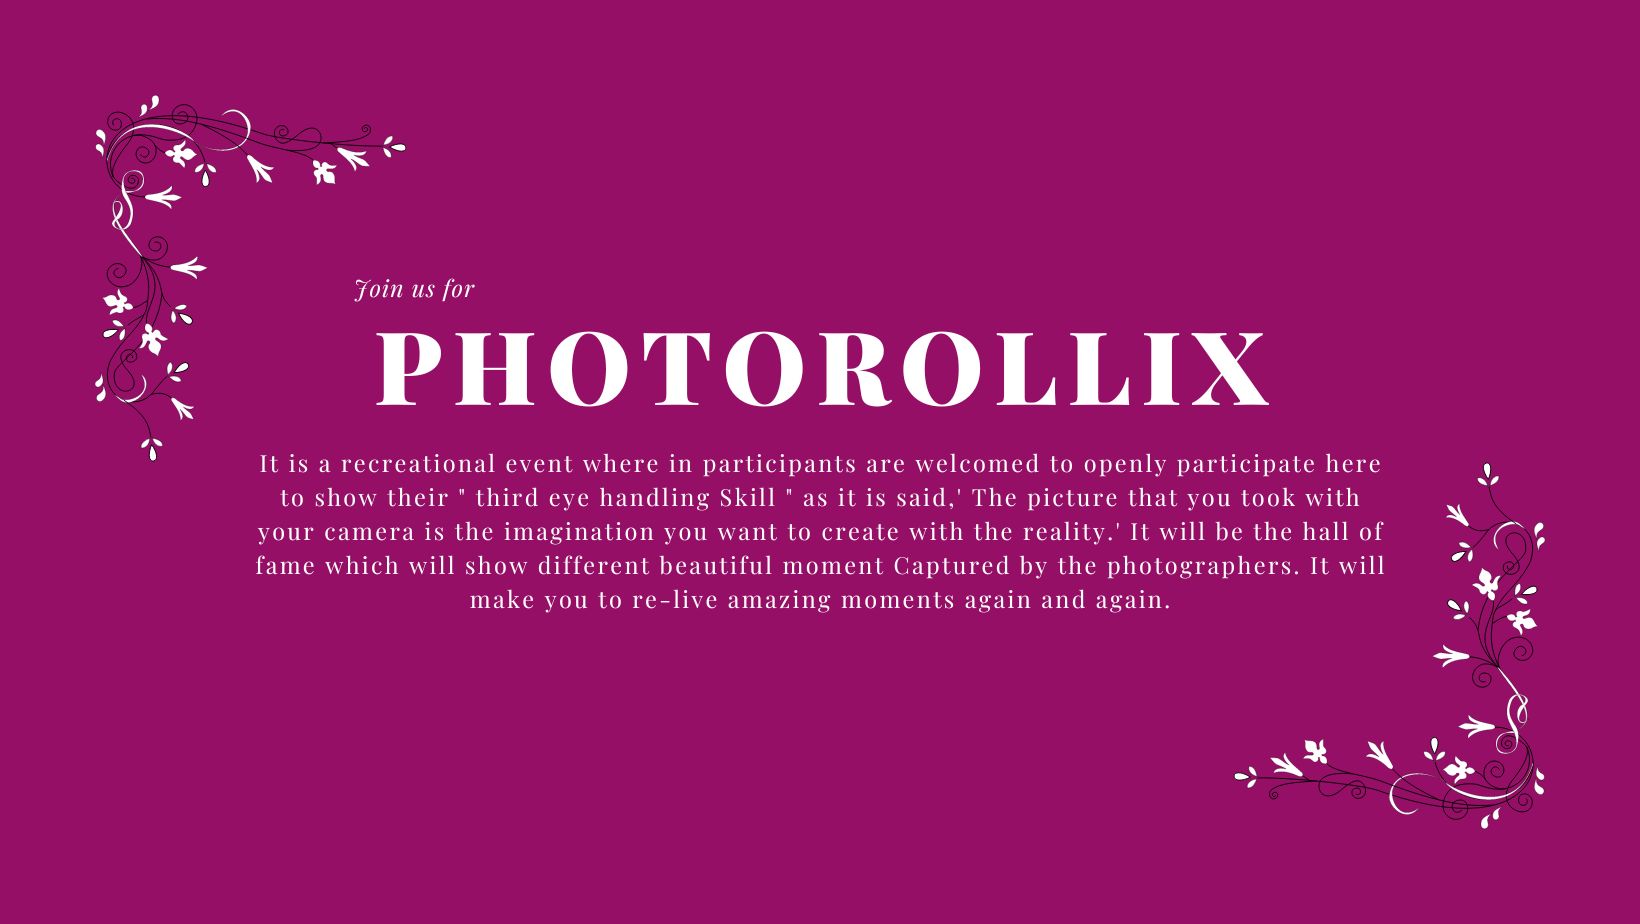 Join us for
PHOTOROLLIX
It is a recreational event where in participants are welcomed to openly participate here
to show their " third eye handling Skill " as it is said,' The picture that you took with
your camera is the imagination you want to create with the reality.' It will be the hall of
fame which will show different beautiful moment Captured by the photographers. It will
make you to re-live amazing moments again and again.